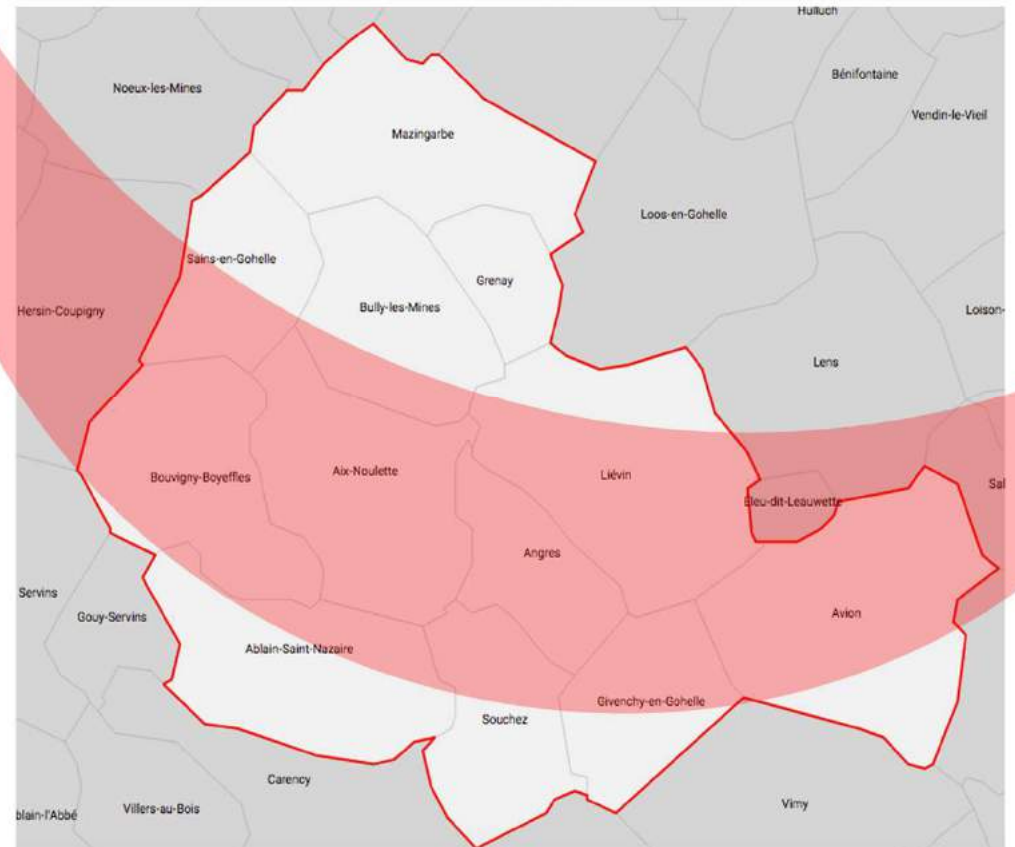 Hulluch
Noeux-les-Mines
Bénifontaine
Vendin-le-Vieil
Mazingarbe
Loos-en-Gohelle
Sains-en-Gohelle
Grenay
Bully-les-Mines
Hersin-Coupigny
Loison-
Lens
Bouvigny-Boyeffles
Aix-Noulette
Liévin
Eleu-dit-Leauwette
Sal
Angres
Servins
Gouy-Servins
Avion
Ablain-Saint-Nazaire
Givenchy-en-Gohelle
Souchez
Carency
Villers-au-Bois
Vimy
blain-l'Abbé